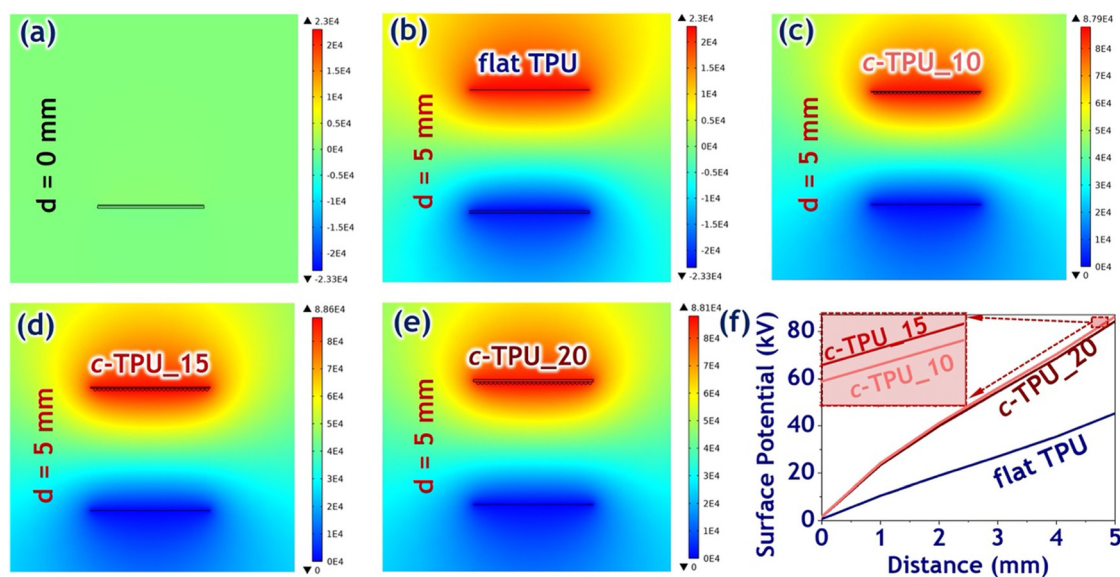 (a)
d = 0 mm
▲ 2.3E4
2E4
1.5E4
1E4
0.5E4
0E4
-0.5E4
-1E4
-1.5E4
-2E4
▼ -2.33E4
(b)
flat TPU
d = 5 mm
▲ 2.3E4
2E4
1.5E4
1E4
0.5E4
0E4
-0.5E4
-1E4
-1.5E4
-2E4
▼ -2.33E4
(c)
c-TPU_10
d = 5 mm
▲ 8.79E4
8E4
7E4
6E4
5E4
4E4
3E4
2E4
1E4
0E4
▼ 0
(d)
c-TPU_15
d = 5 mm
▲ 8.86E4
8E4
7E4
6E4
5E4
4E4
3E4
2E4
1E4
0E4
▼ 0
(e)
c-TPU_20
d = 5 mm
▲ 8.81E4
8E4
7E4
6E4
5E4
4E4
3E4
2E4
1E4
0E4
▼ 0
(f)
Surface Potential (kV)
80
60
40
20
0
c-TPU_15
c-TPU_10
c-TPU_20
flat TPU
0 1 2 3 4 5
Distance (mm)